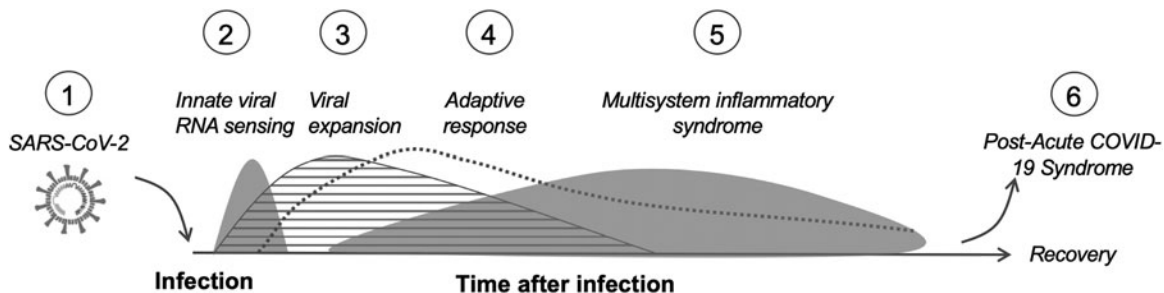 1
SARS-CoV-2
2
Innate viral
RNA sensing
3
Viral
expansion
4
Adaptive
response
5
Multisystem inflammatory
syndrome
6
Post-Acute COVID-
19 Syndrome
Recovery
Infection
Time after infection